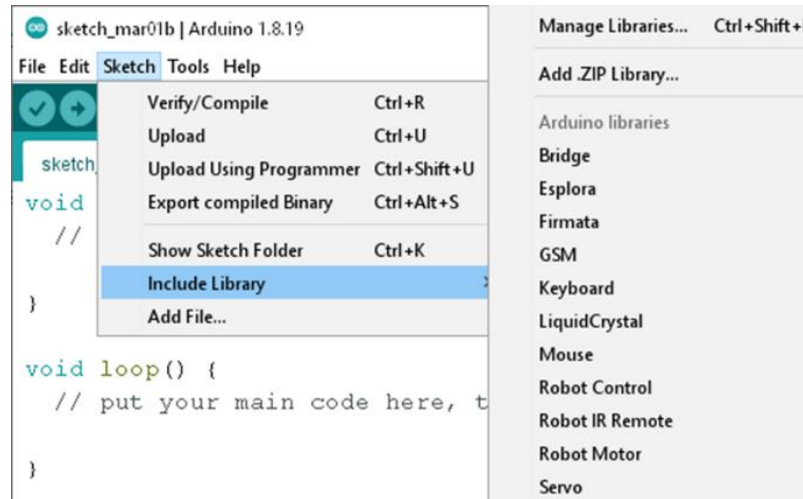 sketch_mar01b | Arduino 1.8.19
File Edit Sketch Tools Help
Verify/Compile Ctrl+R
Upload Ctrl+U
Upload Using Programmer Ctrl+Shift+U
Export compiled Binary Ctrl+Alt+S
Show Sketch Folder Ctrl+K
Include Library
Add File...
sketch_
void
//
}
void loop() {
// put your main code here, t
}
Manage Libraries... Ctrl+Shift+
Add .ZIP Library...
Arduino libraries
Bridge
Esplora
Firmata
GSM
Keyboard
LiquidCrystal
Mouse
Robot Control
Robot IR Remote
Robot Motor
Servo